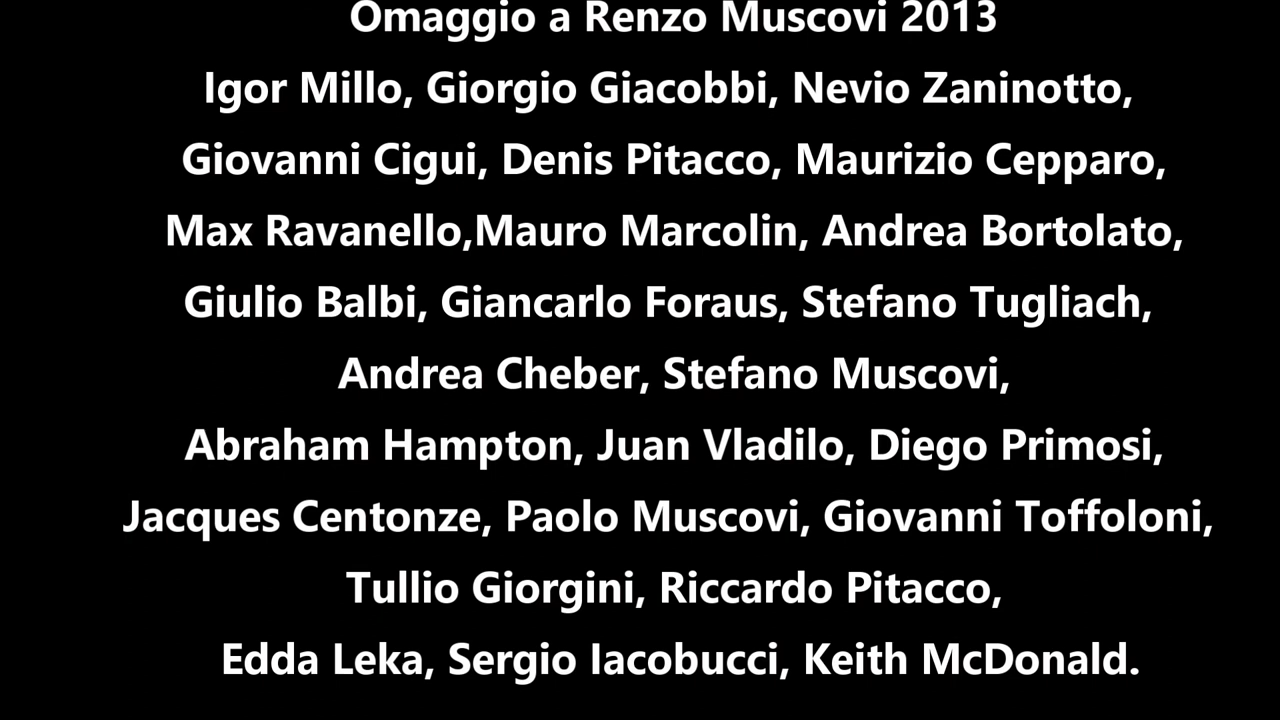 Omaggio a Renzo Muscovi 2013
Igor Millo, Giorgio Giacobbi, Nevio Zaninotto,
Giovanni Cigui, Denis Pitacco, Maurizio Cepparo,
Max Ravanello,Mauro Marcolin, Andrea Bortolato,
Giulio Balbi, Giancarlo Foraus, Stefano Tugliach,
Andrea Cheber, Stefano Muscovi,
Abraham Hampton, Juan Vladilo, Diego Primosi,
Jacques Centonze, Paolo Muscovi, Giovanni Toffoloni,
Tullio Giorgini, Riccardo Pitacco,
Edda Leka, Sergio Iacobucci, Keith McDonald.